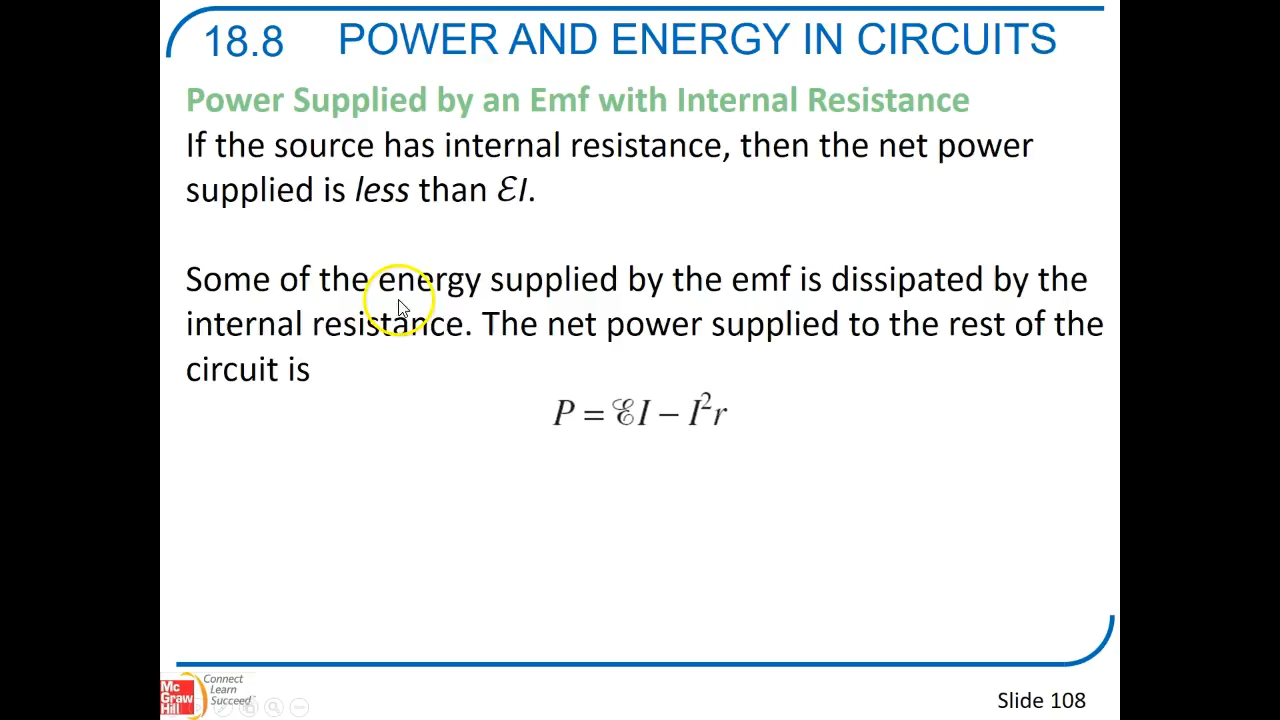 18.8 POWER AND ENERGY IN CIRCUITS
Power Supplied by an Emf with Internal Resistance
If the source has internal resistance, then the net power
supplied is less than ℰI.
Some of the energy supplied by the emf is dissipated by the
internal resistance. The net power supplied to the rest of the
circuit is
P = ℰI − I²r
Mc
Graw
Hill
Connect
Learn
Succeed™
Slide 108